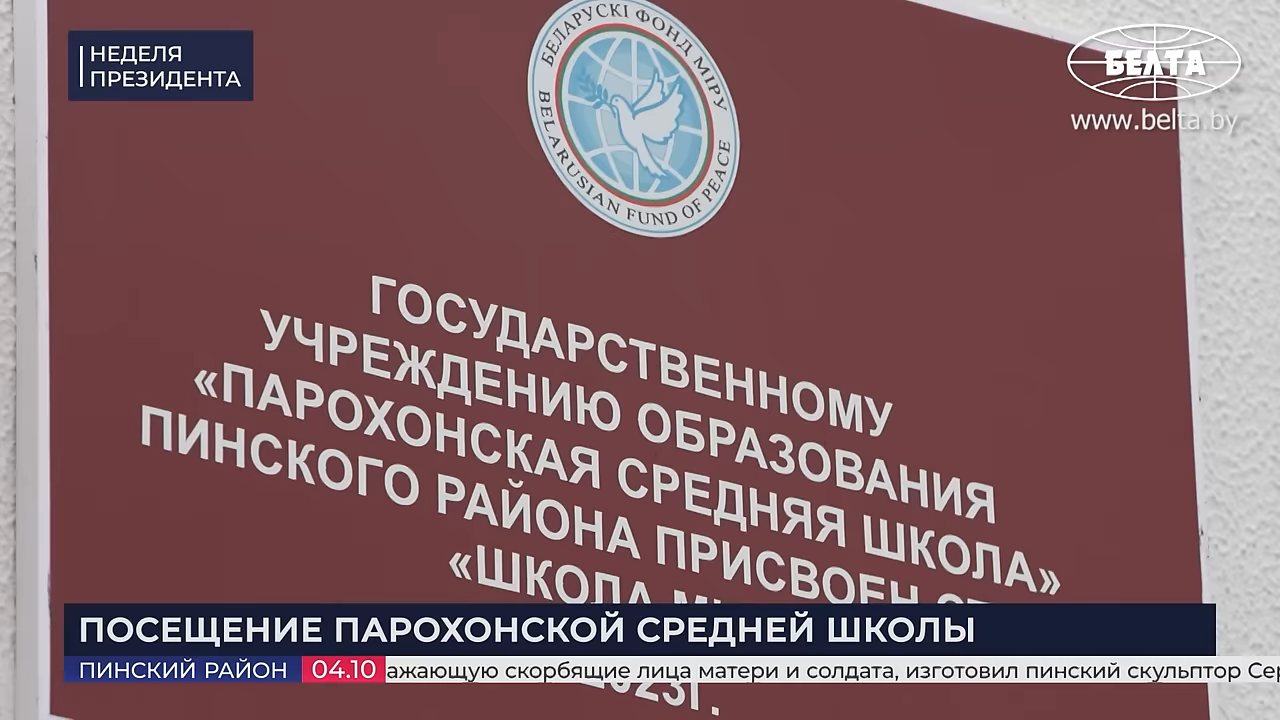 НЕДЕЛЯ
ПРЕЗИДЕНТА
БЕЛТА
www.belta.by
БЕЛАРУСКІ ФОНД МІРУ
BELARUSIAN FUND OF PEACE
ГОСУДАРСТВЕННОМУ
УЧРЕЖДЕНИЮ ОБРАЗОВАНИЯ
«ПАРОХОНСКАЯ СРЕДНЯЯ ШКОЛА»
ПИНСКОГО РАЙОНА ПРИСВОЕН
«ШКОЛА
ПОСЕЩЕНИЕ ПАРОХОНСКОЙ СРЕДНЕЙ ШКОЛЫ
ПИНСКИЙ РАЙОН 04.10 ажающую скорбящие лица матери и солдата, изготовил пинский скульптор Сер